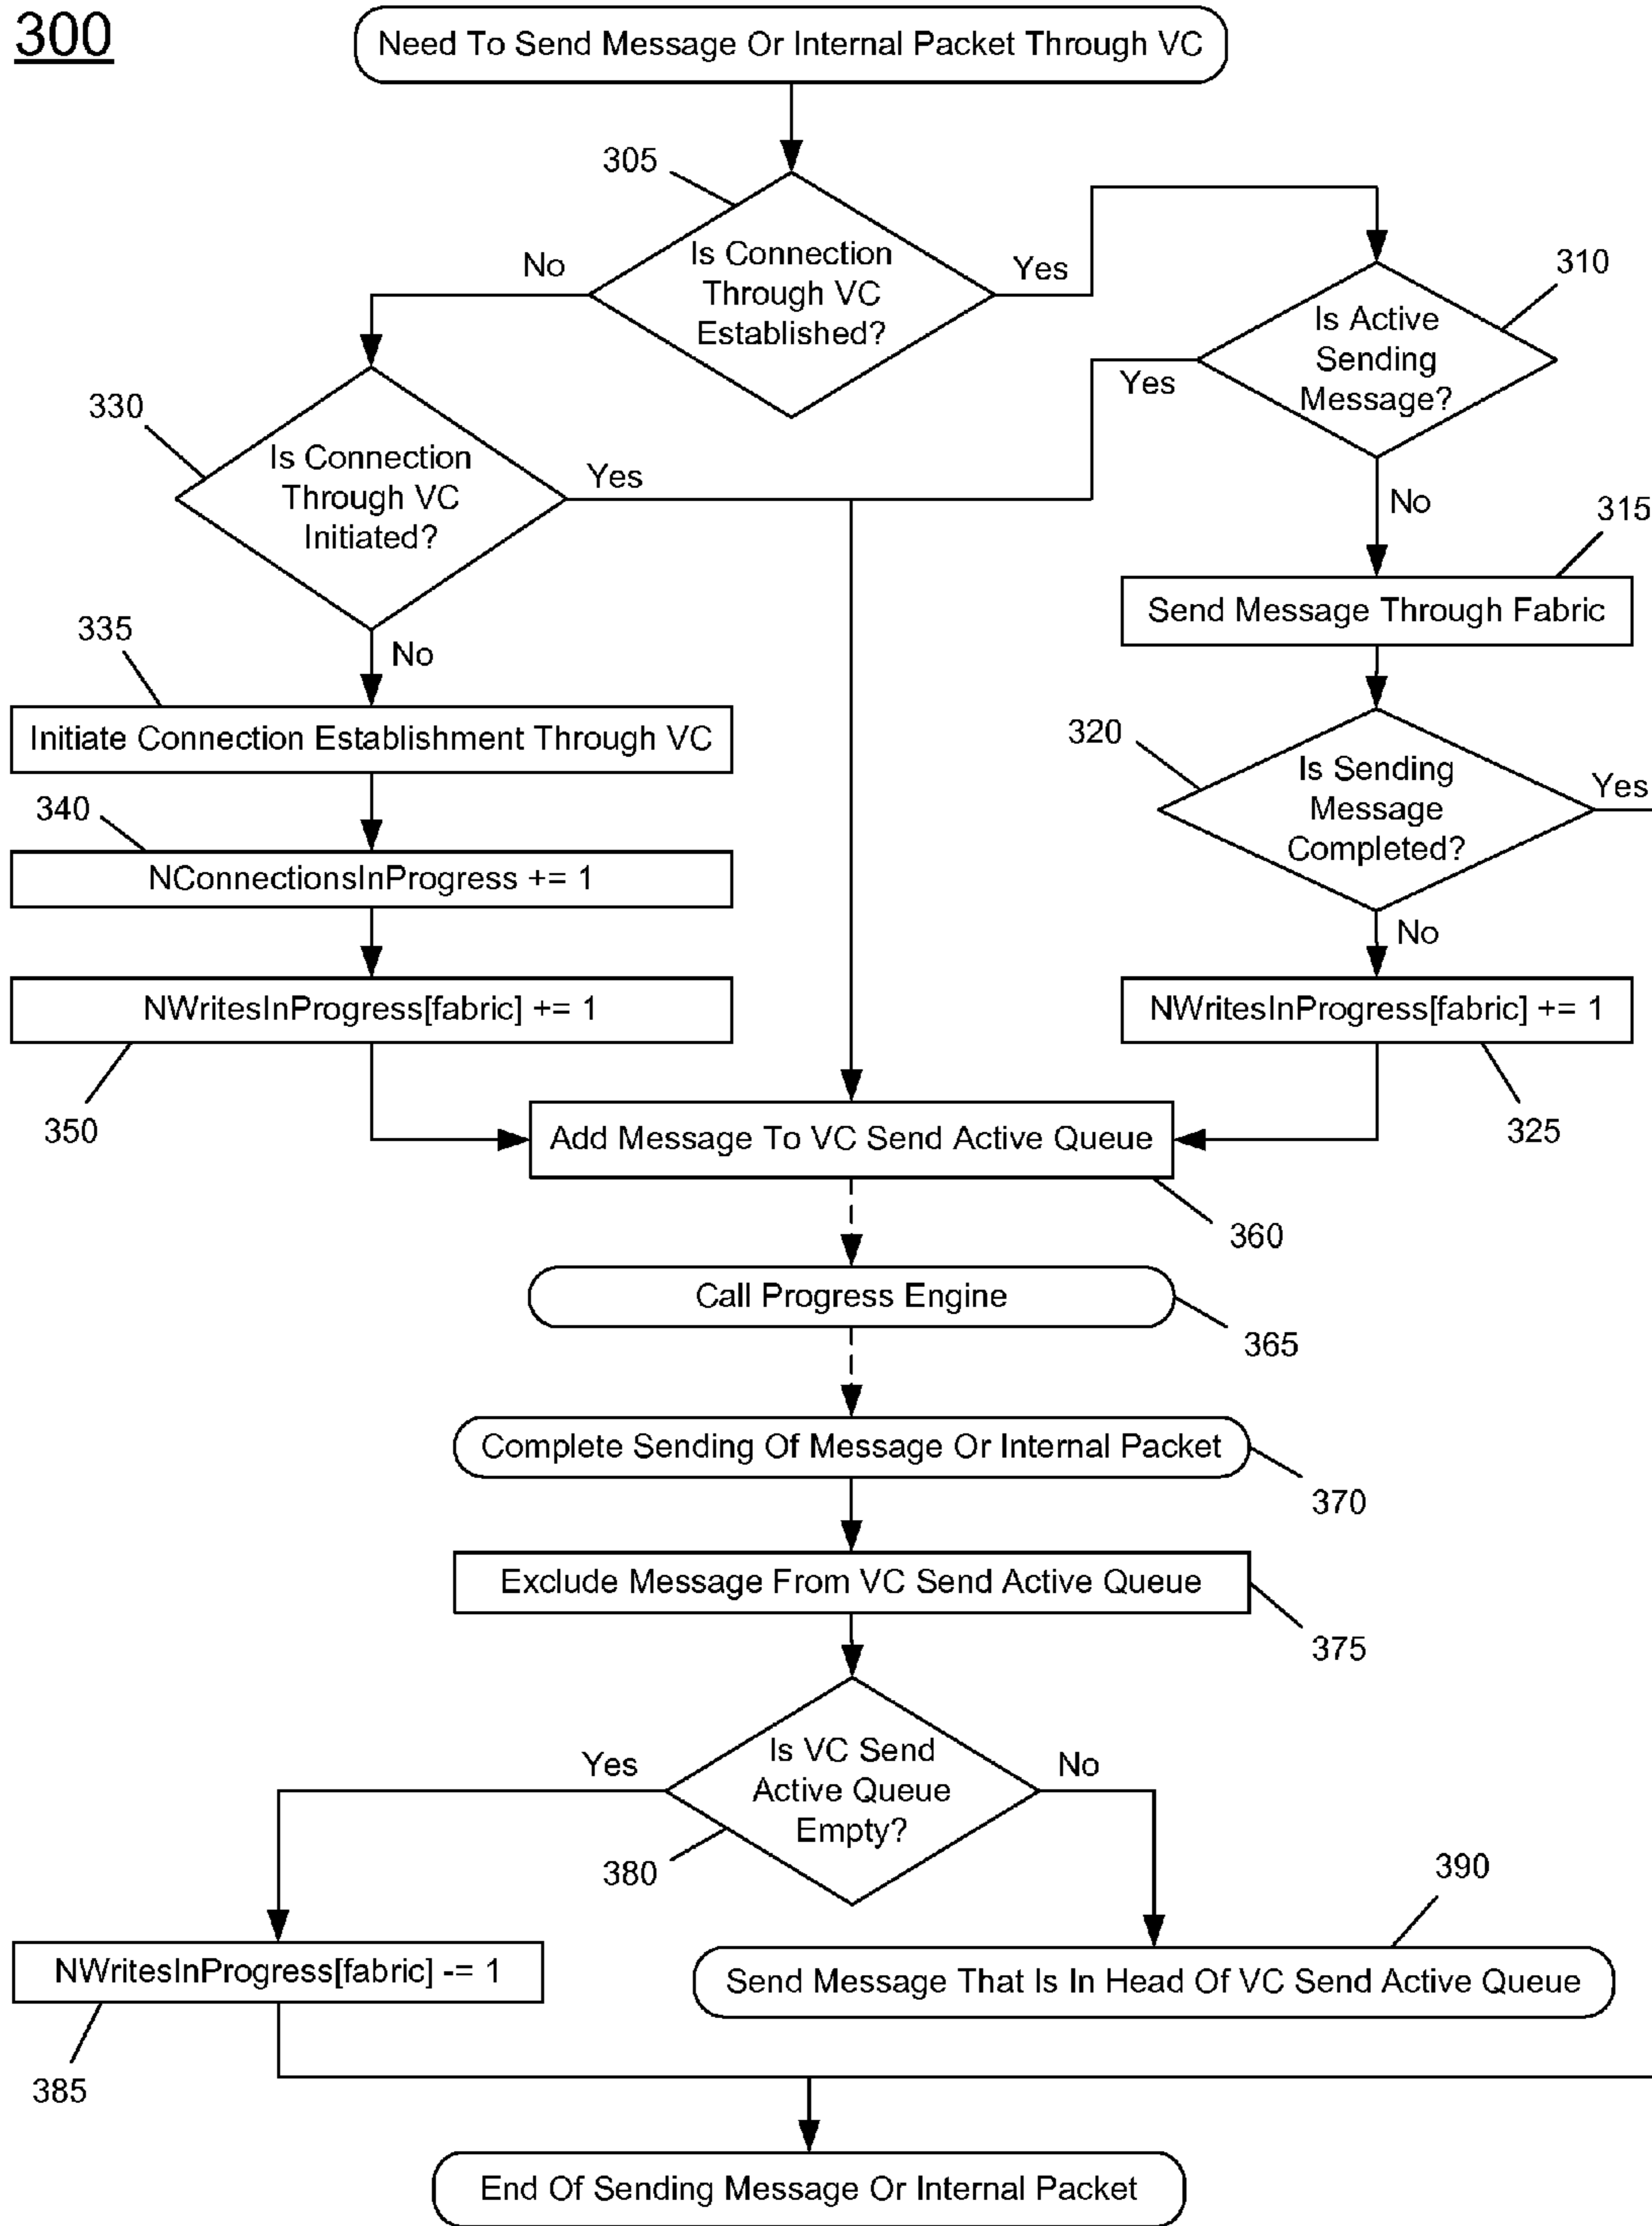 300
Need To Send Message Or Internal Packet Through VC
305
Is Connection
Through VC
Established?
No
Yes
310
Is Active
Sending
Message?
Yes
No
330
Is Connection
Through VC
Initiated?
Yes
No
315
Send Message Through Fabric
335
Initiate Connection Establishment Through VC
320
Is Sending
Message
Completed?
Yes
No
340
NConnectionsInProgress += 1
NWritesInProgress[fabric] += 1
350
NWritesInProgress[fabric] += 1
325
Add Message To VC Send Active Queue
360
Call Progress Engine
365
Complete Sending Of Message Or Internal Packet
370
Exclude Message From VC Send Active Queue
375
Is VC Send
Active Queue
Empty?
Yes
No
380
390
NWritesInProgress[fabric] -= 1
385
Send Message That Is In Head Of VC Send Active Queue
End Of Sending Message Or Internal Packet